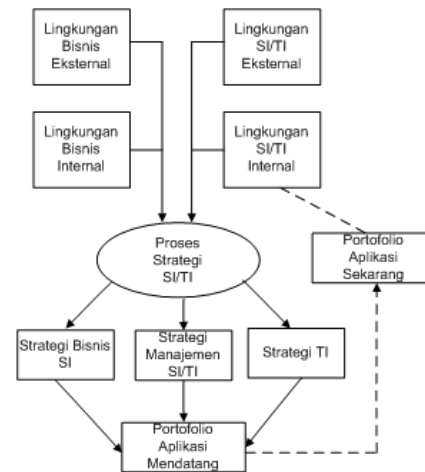 Lingkungan
Bisnis
Eksternal
Lingkungan
SI/TI
Eksternal
Lingkungan
Bisnis
Internal
Lingkungan
SI/TI
Internal
Proses
Strategi
SI/TI
Portofolio
Aplikasi
Sekarang
Strategi Bisnis
SI
Strategi
Manajemen
SI/TI
Strategi TI
Portofolio
Aplikasi
Mendatang